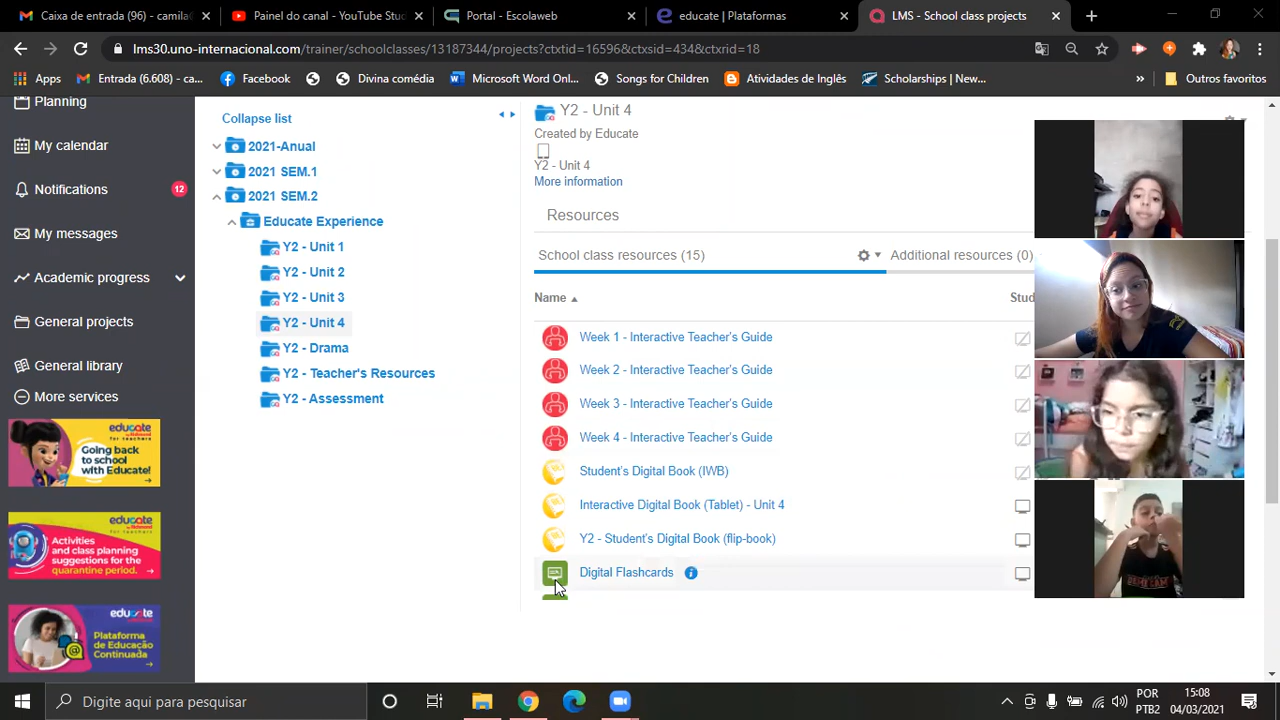 Caixa de entrada (96) - camila
Painel do canal - YouTube Stu
Portal - Escolaweb
educate | Plataformas
LMS - School class projects
lms30.uno-internacional.com/trainer/schoolclasses/13187344/projects?ctxtid=16596&ctxsid=434&ctxrid=18
Apps
Entrada (6.608) - ca...
Facebook
Divina comédia
Microsoft Word Onl...
Songs for Children
Atividades de Inglês
Scholarships | New...
»
Outros favoritos
Planning
My calendar
Notifications
12
My messages
Academic progress
General projects
General library
More services
educate
for teachers
Going back
to school
with Educate!
educate
for teachers
Activities
and class planning
suggestions for the
quarantine period.
educate
Plataforma
de Educação
Continuada
Collapse list
2021-Anual
2021 SEM.1
2021 SEM.2
Educate Experience
Y2 - Unit 1
Y2 - Unit 2
Y2 - Unit 3
Y2 - Unit 4
Y2 - Drama
Y2 - Teacher's Resources
Y2 - Assessment
Y2 - Unit 4
Created by Educate
Y2 - Unit 4
More information
Resources
School class resources (15)
Additional resources (0)
Name
Stud
Week 1 - Interactive Teacher's Guide
Week 2 - Interactive Teacher's Guide
Week 3 - Interactive Teacher's Guide
Week 4 - Interactive Teacher's Guide
Student's Digital Book (IWB)
Interactive Digital Book (Tablet) - Unit 4
Y2 - Student's Digital Book (flip-book)
Digital Flashcards
Digite aqui para pesquisar
POR
PTB2
15:08
04/03/2021